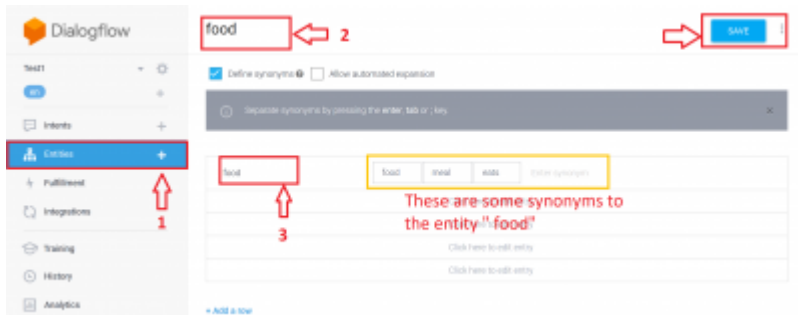 Dialogflow
food
2
SAVE
Test1
en
Define synonyms
Allow automated expansion
Separate synonyms by pressing the enter, tab or ; key.
Intents
Entities
food
food
meal
eats
Enter synonym
These are some synonyms to
the entity " food"
Fulfillment
Integrations
1
3
Click here to edit entry
Training
Click here to edit entry
History
Analytics
+ Add a row